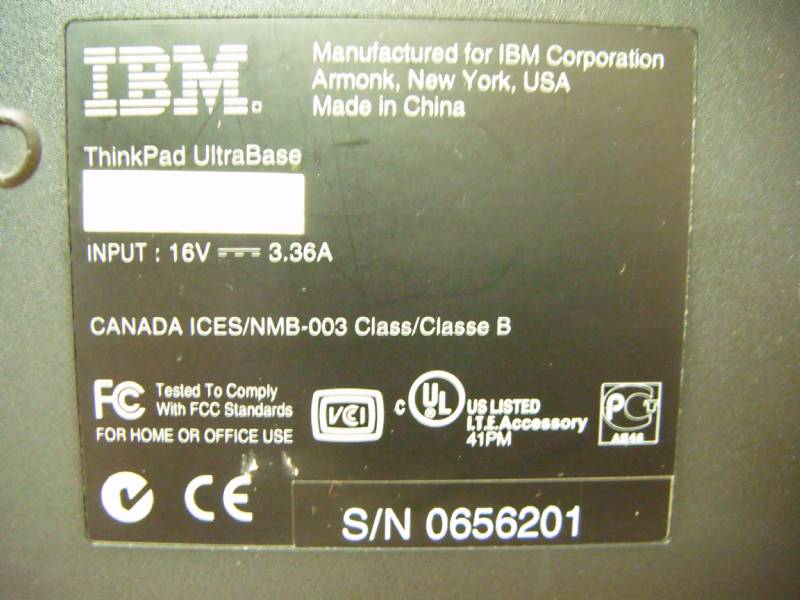 IBM.
Manufactured for IBM Corporation
Armonk, New York, USA
Made in China
ThinkPad UltraBase
INPUT : 16V ⎓ 3.36A
CANADA ICES/NMB-003 Class/Classe B
FC Tested To Comply
With FCC Standards
FOR HOME OR OFFICE USE
VCI
c UL ® US LISTED
I.T.E. Accessory
41PM
PCT
CE
S/N 0656201